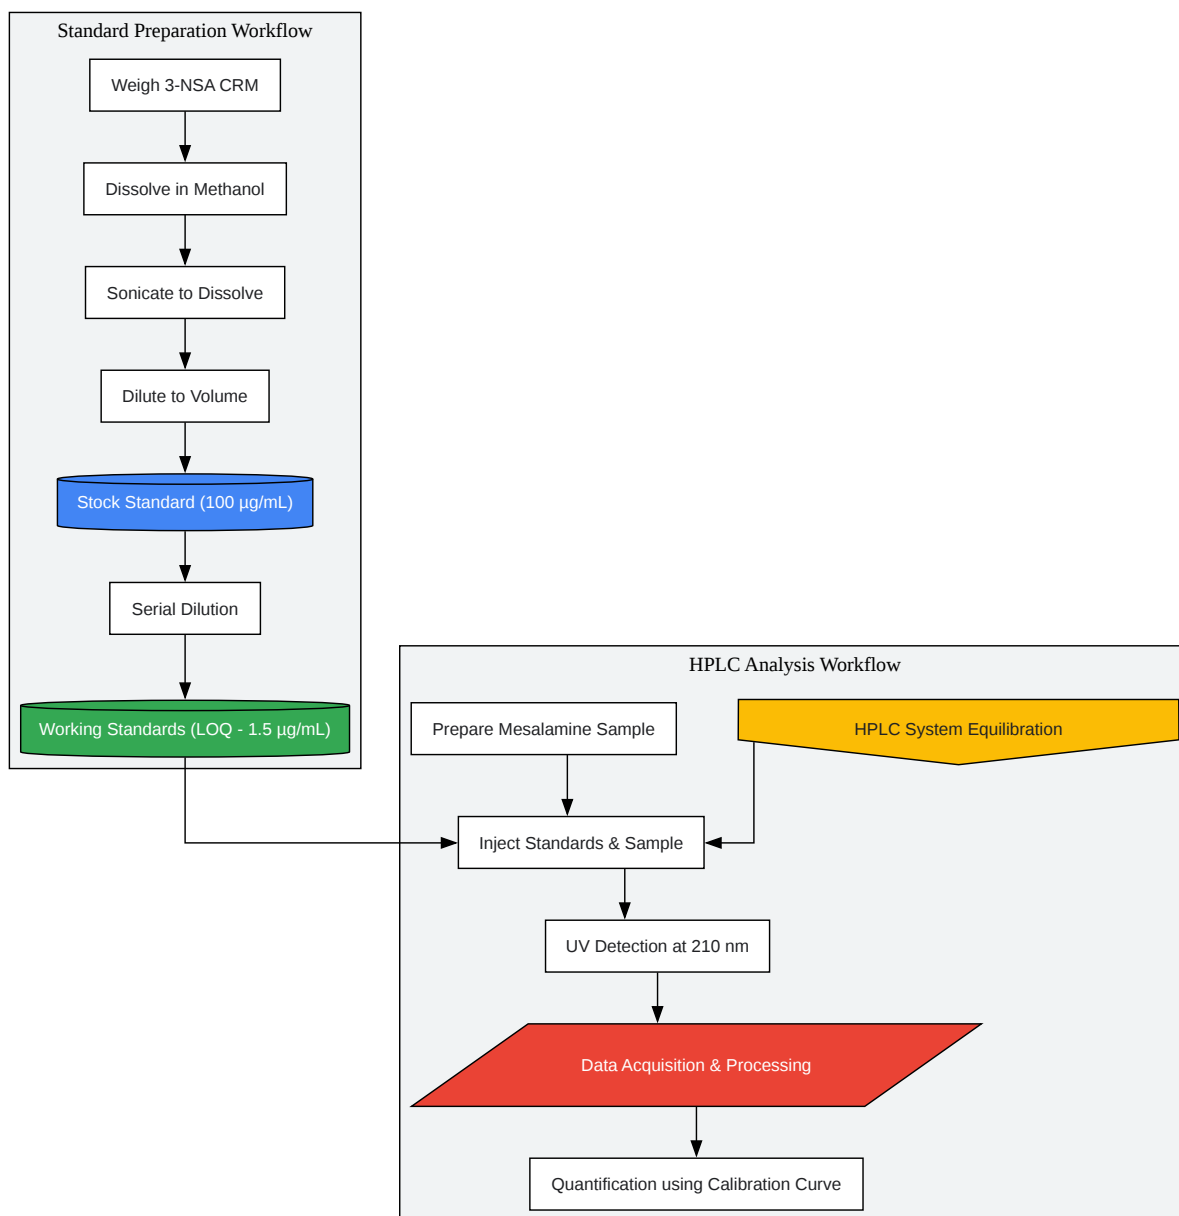 Standard Preparation Workflow
Weigh 3-NSA CRM
Dissolve in Methanol
Sonicate to Dissolve
Dilute to Volume
Stock Standard (100 µg/mL)
Serial Dilution
Working Standards (LOQ - 1.5 µg/mL)
HPLC Analysis Workflow
Prepare Mesalamine Sample
HPLC System Equilibration
Inject Standards & Sample
UV Detection at 210 nm
Data Acquisition & Processing
Quantification using Calibration Curve